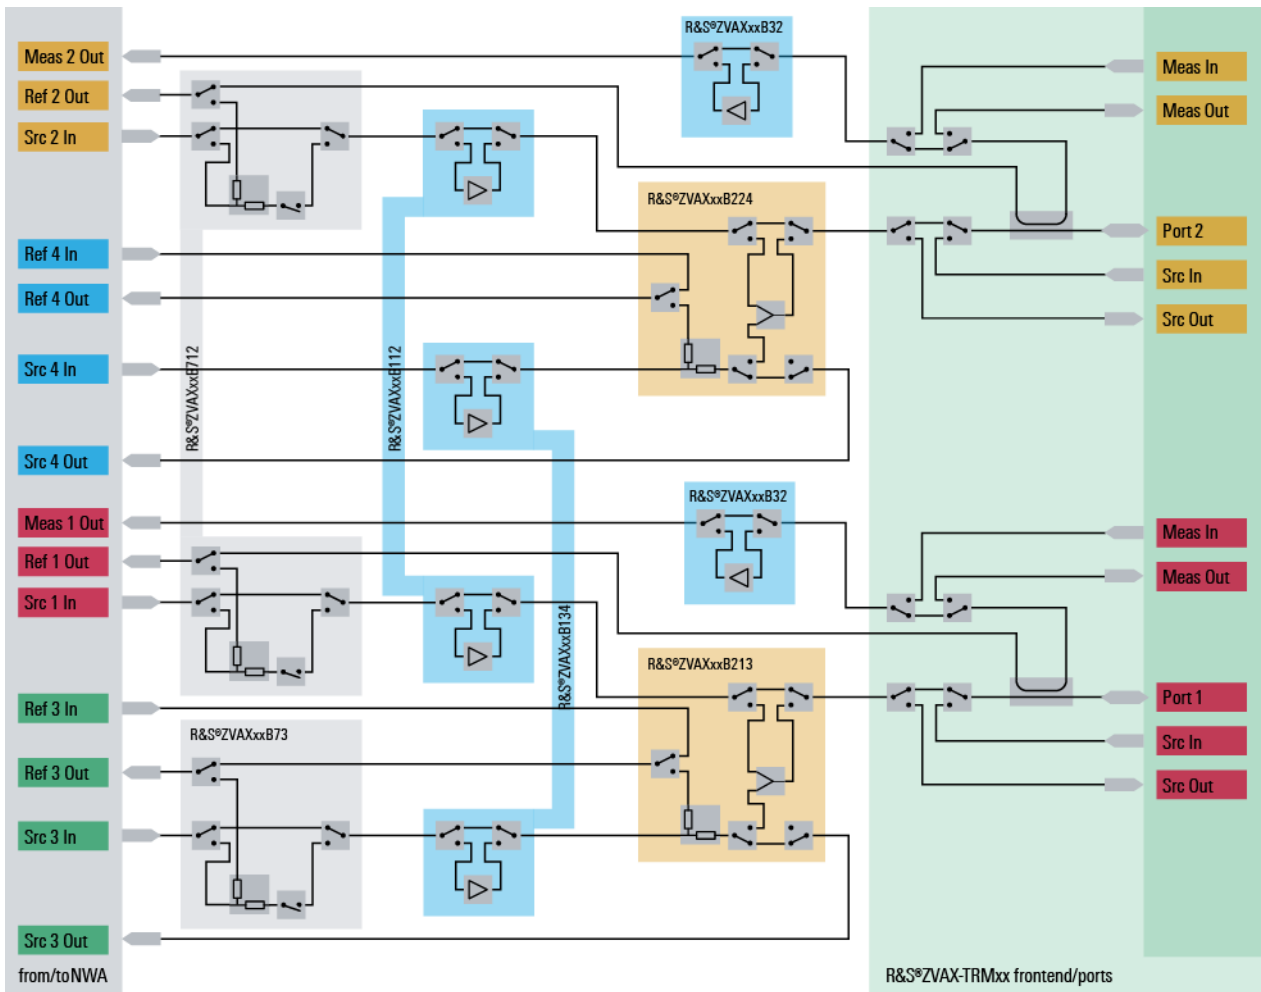 R&S®ZVAXxxB32
Meas 2 Out
Meas In
Ref 2 Out
Meas Out
Src 2 In
R&S®ZVAXxxB224
Port 2
Ref 4 In
Src In
Ref 4 Out
Src Out
Src 4 In
R&S®ZVAXxxB712
R&S®ZVAXxxB112
Src 4 Out
R&S®ZVAXxxB32
Meas 1 Out
Meas In
Ref 1 Out
Meas Out
Src 1 In
R&S®ZVAXxxB134
R&S®ZVAXxxB213
Port 1
Ref 3 In
R&S®ZVAXxxB73
Src In
Ref 3 Out
Src Out
Src 3 In
Src 3 Out
from/to NWA
R&S®ZVAX-TRMxx frontend/ports